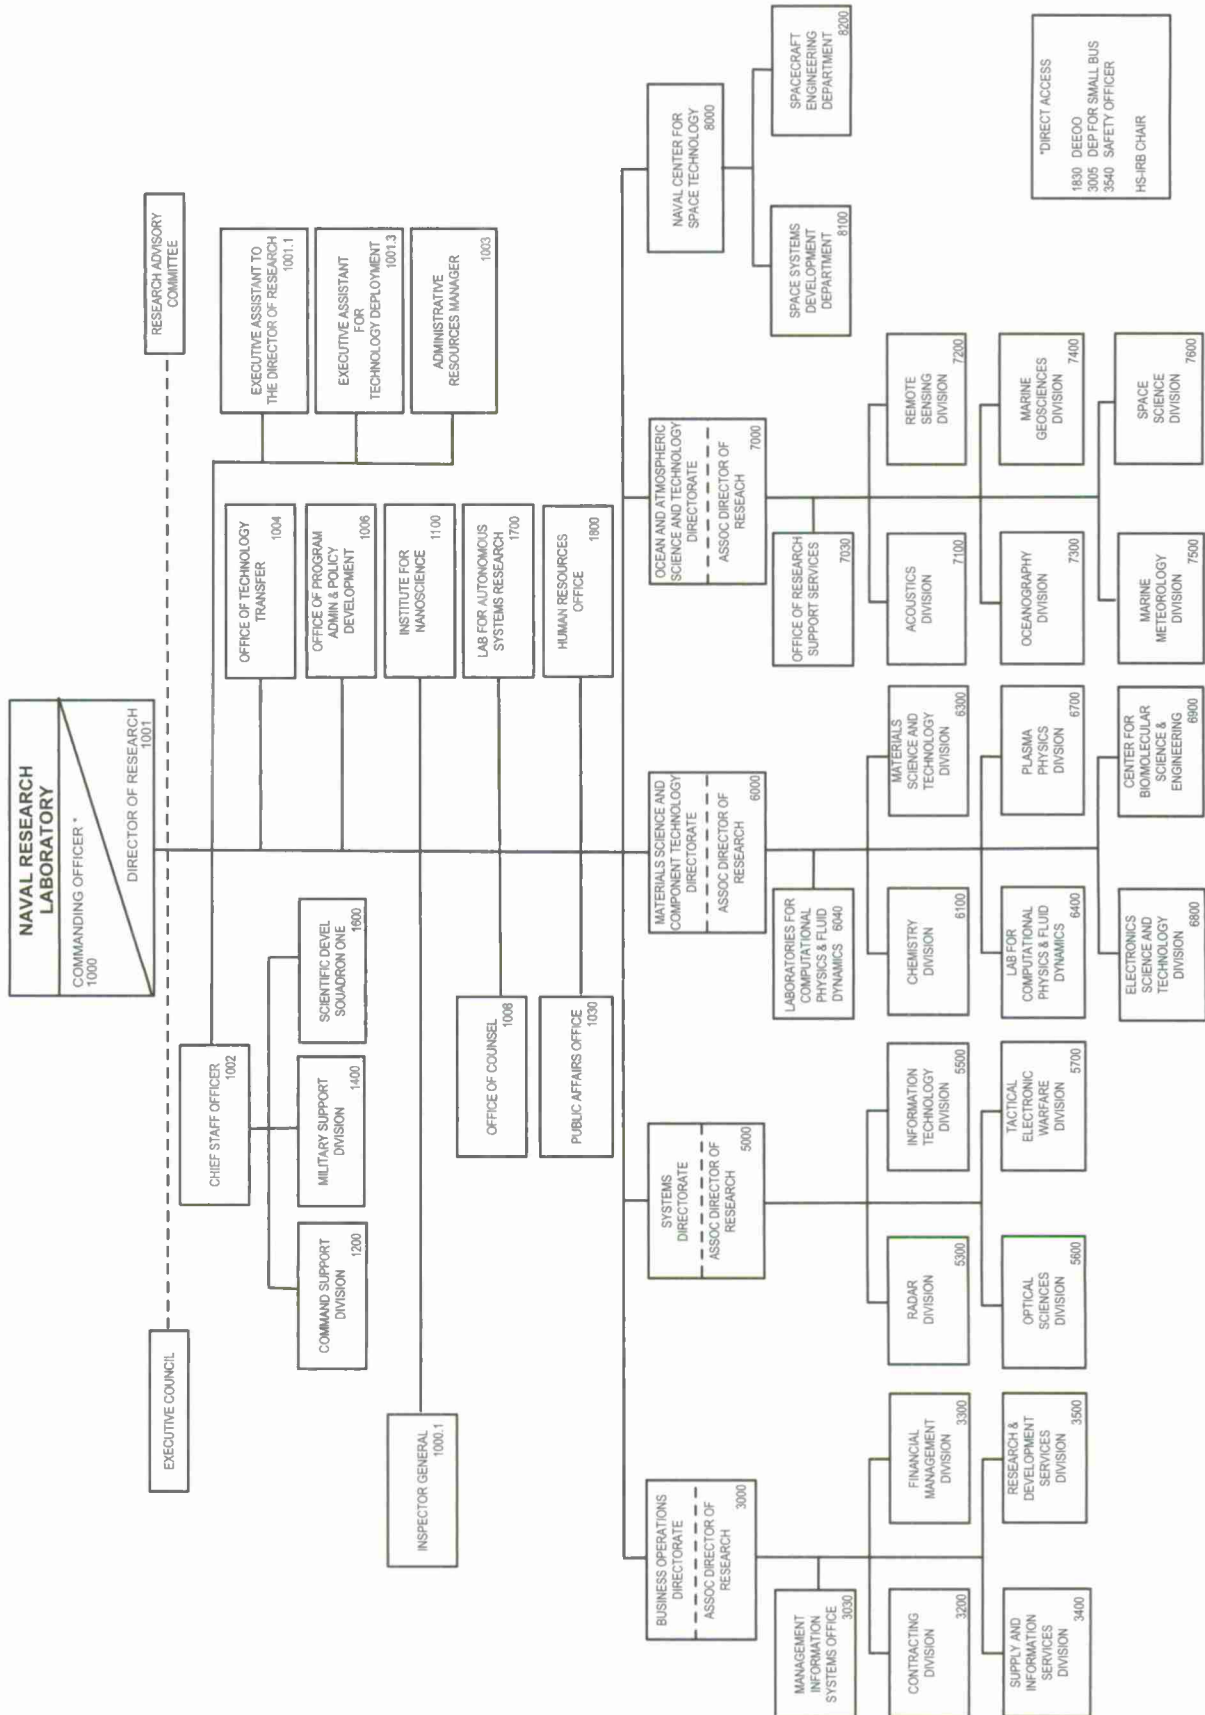 NAVAL RESEARCH
LABORATORY
COMMANDING OFFICER *
1000
DIRECTOR OF RESEARCH
1001
EXECUTIVE COUNCIL
RESEARCH ADVISORY
COMMITTEE
CHIEF STAFF OFFICER
1002
COMMAND SUPPORT
DIVISION
1200
MILITARY SUPPORT
DIVISION
1400
SCIENTIFIC DEVEL
SQUADRON ONE
1600
EXECUTIVE ASSISTANT TO
THE DIRECTOR OF RESEARCH
1001.1
EXECUTIVE ASSISTANT
FOR
TECHNOLOGY DEPLOYMENT
1001.3
ADMINISTRATIVE
RESOURCES MANAGER
1003
OFFICE OF TECHNOLOGY
TRANSFER
1004
OFFICE OF PROGRAM
ADMIN & POLICY
DEVELOPMENT
1006
INSPECTOR GENERAL
1000.1
INSTITUTE FOR
NANOSCIENCE
1100
OFFICE OF COUNSEL
1008
LAB FOR AUTONOMOUS
SYSTEMS RESEARCH
1700
PUBLIC AFFAIRS OFFICE
1030
HUMAN RESOURCES
OFFICE
1800
BUSINESS OPERATIONS
DIRECTORATE
ASSOC DIRECTOR OF
RESEARCH
3000
MANAGEMENT
INFORMATION
SYSTEMS OFFICE
3030
CONTRACTING
DIVISION
3200
FINANCIAL
MANAGEMENT
DIVISION
3300
SUPPLY AND
INFORMATION
SERVICES
DIVISION
3400
RESEARCH &
DEVELOPMENT
SERVICES
DIVISION
3500
SYSTEMS
DIRECTORATE
ASSOC DIRECTOR OF
RESEARCH
5000
RADAR
DIVISION
5300
INFORMATION
TECHNOLOGY
DIVISION
5500
OPTICAL
SCIENCES
DIVISION
5600
TACTICAL
ELECTRONIC
WARFARE
DIVISION
5700
MATERIALS SCIENCE AND
COMPONENT TECHNOLOGY
DIRECTORATE
ASSOC DIRECTOR OF
RESEARCH
6000
LABORATORIES FOR
COMPUTATIONAL
PHYSICS & FLUID
DYNAMICS 6040
CHEMISTRY
DIVISION
6100
MATERIALS
SCIENCE AND
TECHNOLOGY
DIVISION
6300
LAB FOR
COMPUTATIONAL
PHYSICS & FLUID
DYNAMICS
6400
PLASMA
PHYSICS
DIVSION
6700
ELECTRONICS
SCIENCE AND
TECHNOLOGY
DIVISION
6800
CENTER FOR
BIO/MOLECULAR
SCIENCE &
ENGINEERING
6900
OCEAN AND ATMOSPHERIC
SCIENCE AND TECHNOLOGY
DIRECTORATE
ASSOC DIRECTOR OF
RESEACH
7000
OFFICE OF RESEARCH
SUPPORT SERVICES
7030
ACOUSTICS
DIVISION
7100
REMOTE
SENSING
DIVISION
7200
OCEANOGRAPHY
DIVISION
7300
MARINE
GEOSCIENCES
DIVISION
7400
MARINE
METEOROLOGY
DIVISION
7500
SPACE
SCIENCE
DIVISION
7600
NAVAL CENTER FOR
SPACE TECHNOLOGY
8000
SPACE SYSTEMS
DEVELOPMENT
DEPARTMENT
8100
SPACECRAFT
ENGINEERING
DEPARTMENT
8200
*DIRECT ACCESS
1830 DEEOO
3005 DEP FOR SMALL BUS
3540 SAFETY OFFICER
HS-IRB CHAIR